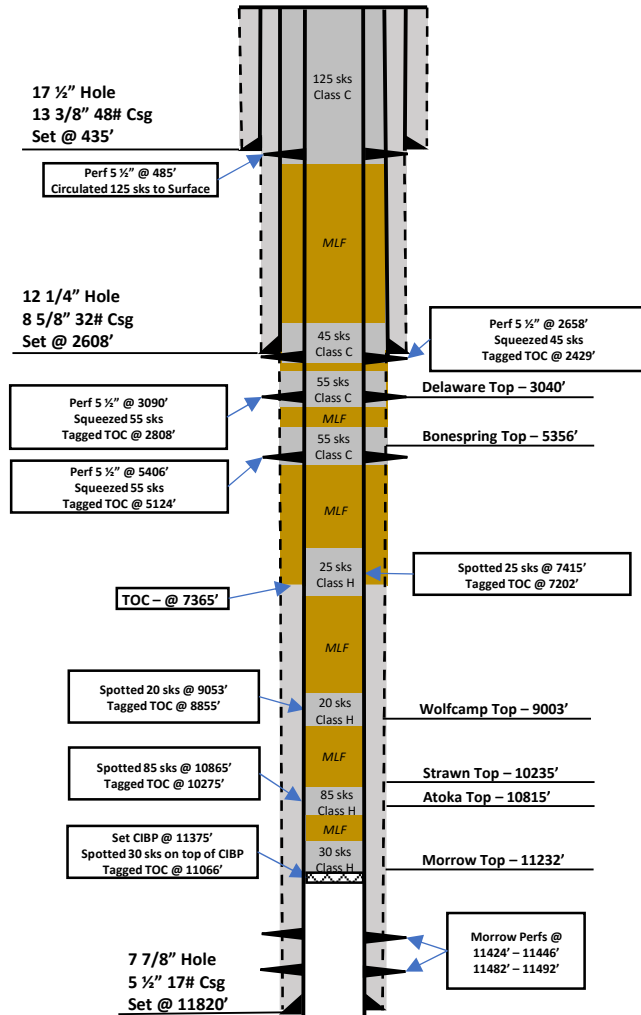 125 sks
Class C
17 ½” Hole
13 3/8” 48# Csg
Set @ 435’
Perf 5 ½” @ 485’
Circulated 125 sks to Surface
MLF
12 1/4” Hole
8 5/8” 32# Csg
Set @ 2608’
45 sks
Class C
Perf 5 ½” @ 2658’
Squeezed 45 sks
Tagged TOC @ 2429’
55 sks
Class C
Delaware Top – 3040’
Perf 5 ½” @ 3090’
Squeezed 55 sks
Tagged TOC @ 2808’
MLF
55 sks
Class C
Bonespring Top – 5356’
Perf 5 ½” @ 5406’
Squeezed 55 sks
Tagged TOC @ 5124’
MLF
25 sks
Class H
Spotted 25 sks @ 7415’
Tagged TOC @ 7202’
TOC – @ 7365’
MLF
Spotted 20 sks @ 9053’
Tagged TOC @ 8855’
20 sks
Class H
Wolfcamp Top – 9003’
MLF
Strawn Top – 10235’
Spotted 85 sks @ 10865’
Tagged TOC @ 10275’
85 sks
Class H
Atoka Top – 10815’
MLF
Set CIBP @ 11375’
Spotted 30 sks on top of CIBP
Tagged TOC @ 11066’
30 sks
Class H
Morrow Top – 11232’
Morrow Perfs @
11424’ – 11446’
11482’ – 11492’
7 7/8” Hole
5 ½” 17# Csg
Set @ 11820’